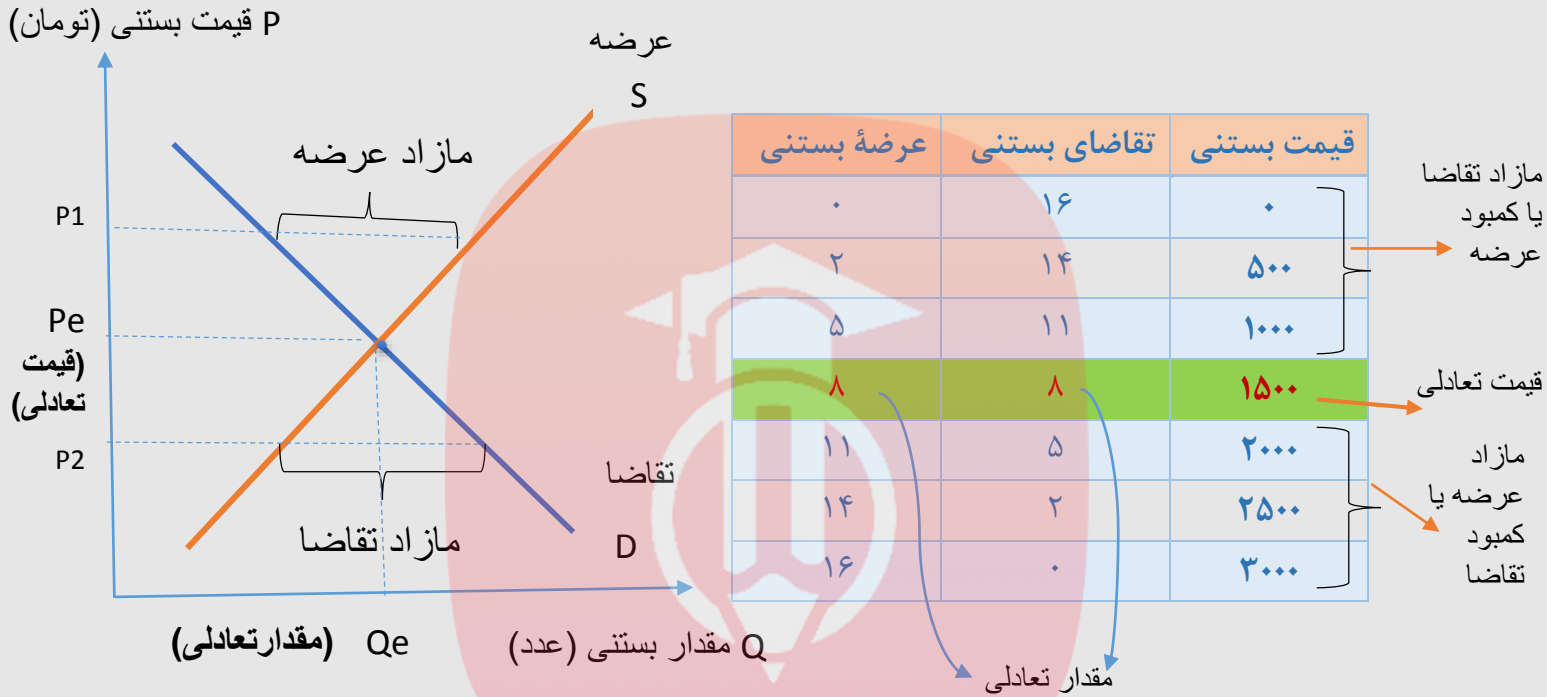 P قیمت بستنی (تومان)
عرضه
S
مازاد عرضه
P1
Pe
(قیمت
تعادلی)
P2
تقاضا
D
مازاد تقاضا
Qe (مقدارتعادلی)
Q مقدار بستنی (عدد)
قیمت بستنی تقاضای بستنی عرضهٔ بستنی
۰ ۱۶ ۰
۵۰۰ ۱۴ ۲
۱۰۰۰ ۱۱ ۵
۱۵۰۰ ۸ ۸
۲۰۰۰ ۵ ۱۱
۲۵۰۰ ۲ ۱۴
۳۰۰۰ ۰ ۱۶
مازاد تقاضا
یا کمبود
عرضه
قیمت تعادلی
مازاد
عرضه یا
کمبود
تقاضا
مقدار تعادلی